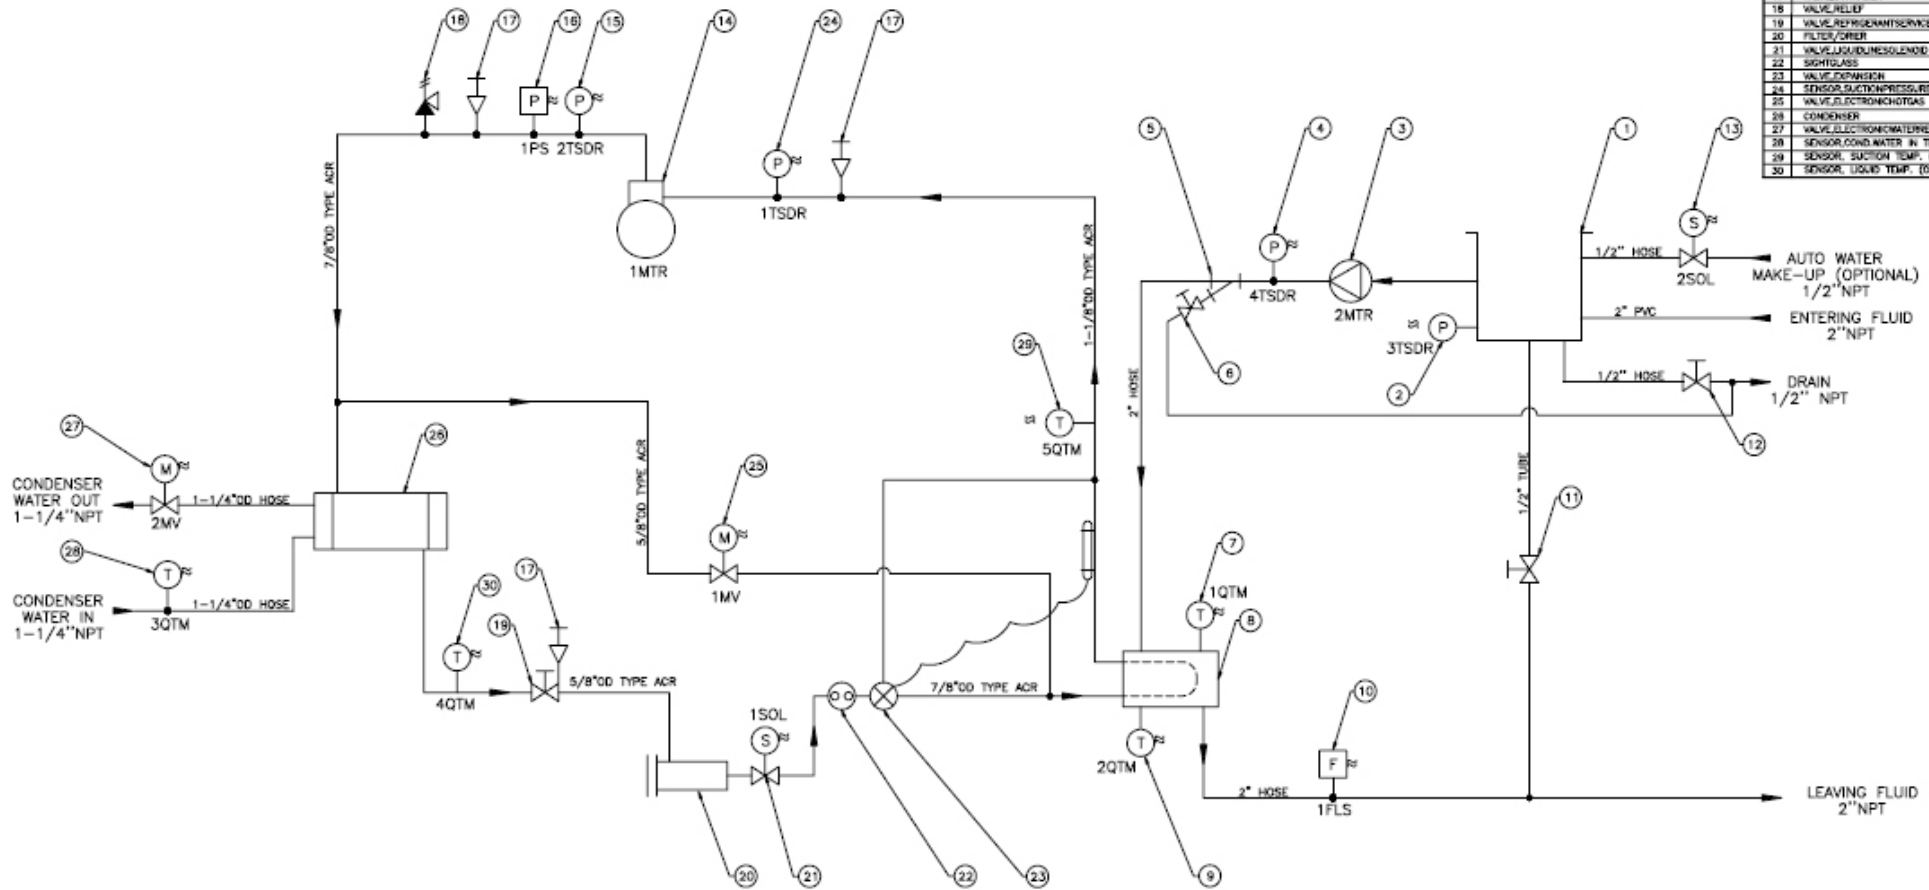 18 VALVE,RELIEF
19 VALVE,REFRIGERANTSERVICE
20 FILTER/DRIER
21 VALVE,LIQUIDLINESOLENOID
22 SIGHTGLASS
23 VALVE,EXPANSION
24 SENSOR,SUCTIONPRESSURE
25 VALVE,ELECTRONICHOTGAS
26 CONDENSER
27 VALVE,ELECTRONICWATERRE
28 SENSOR,COND.WATER IN T
29 SENSOR, SUCTION TEMP.
30 SENSOR, LIQUID TEMP. (O
18
17
16
15
14
24
17
P
P
1PS 2TSDR
7/8"OD TYPE ACR
P
1TSDR
1MTR
5
4
3
1
13
P
4TSDR
2MTR
S
1/2" HOSE
2SOL
AUTO WATER
MAKE-UP (OPTIONAL)
1/2"NPT
2" PVC
ENTERING FLUID
2"NPT
P
3TSDR
2
6
1/2" HOSE
DRAIN
1/2" NPT
12
1-1/8"OD TYPE ACR
2" HOSE
29
T
5QTM
27
M
2MV
CONDENSER
WATER OUT
1-1/4"NPT
1-1/4"OD HOSE
26
28
T
3QTM
CONDENSER
WATER IN
1-1/4"NPT
1-1/4"OD HOSE
5/8"OD TYPE ACR
25
M
1MV
1/2" TUBE
11
7
1QTM
T
8
30
T
4QTM
17
19
5/8"OD TYPE ACR
1SOL
S
7/8"OD TYPE ACR
T
2QTM
10
F
1FLS
2" HOSE
LEAVING FLUID
2"NPT
20
21
22
23
9